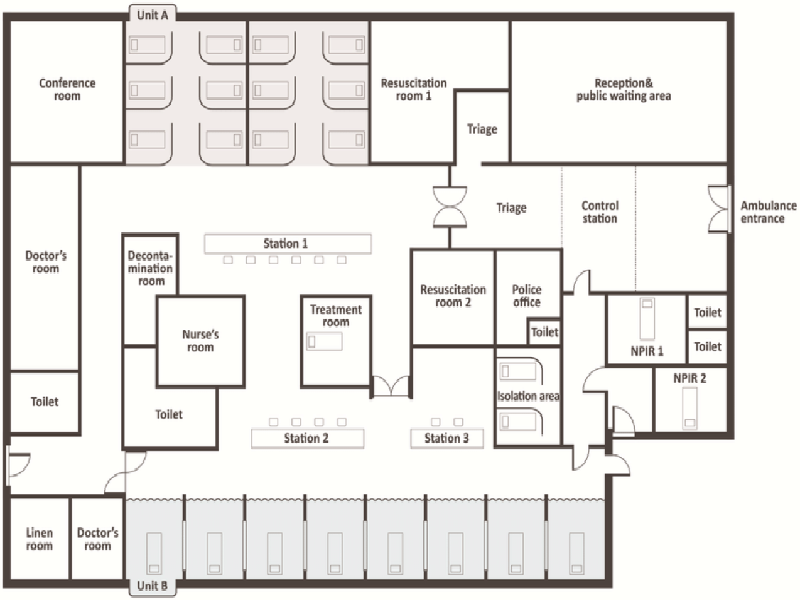 Unit A
Conference
room
Resuscitation
room 1
Reception&
public waiting area
Triage
Triage
Control
station
Ambulance
entrance
Station 1
Doctor's
room
Deconta-
mination
room
Resuscitation
room 2
Police
office
Treatment
room
Nurse's
room
Toilet
Toilet
Toilet
NPIR 1
NPIR 2
Isolation area
Toilet
Toilet
Station 2
Station 3
Linen
room
Doctor's
room
Unit B